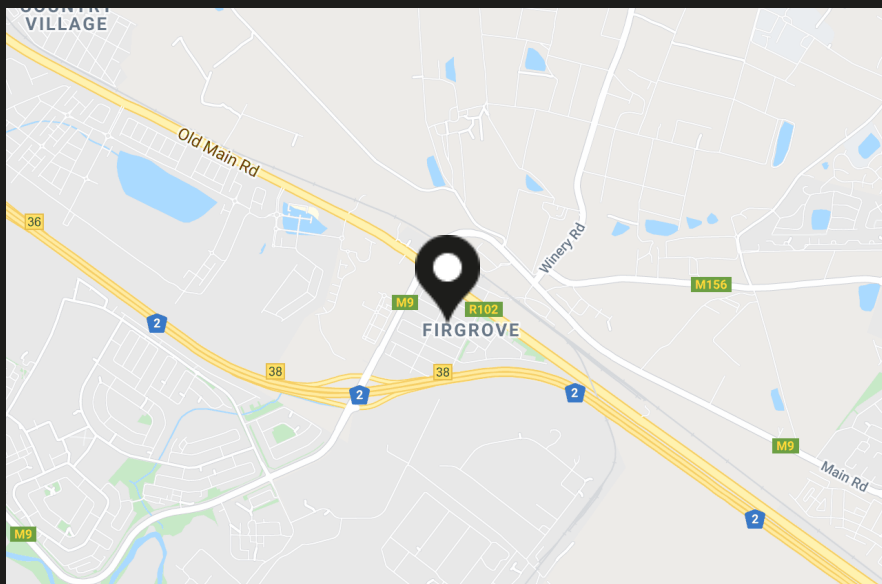 COUNTRY
VILLAGE
Old Main Rd
36
Winery Rd
M156
M9
R102
2
FIRGROVE
38
38
2
2
M9
Main Rd
2
M9